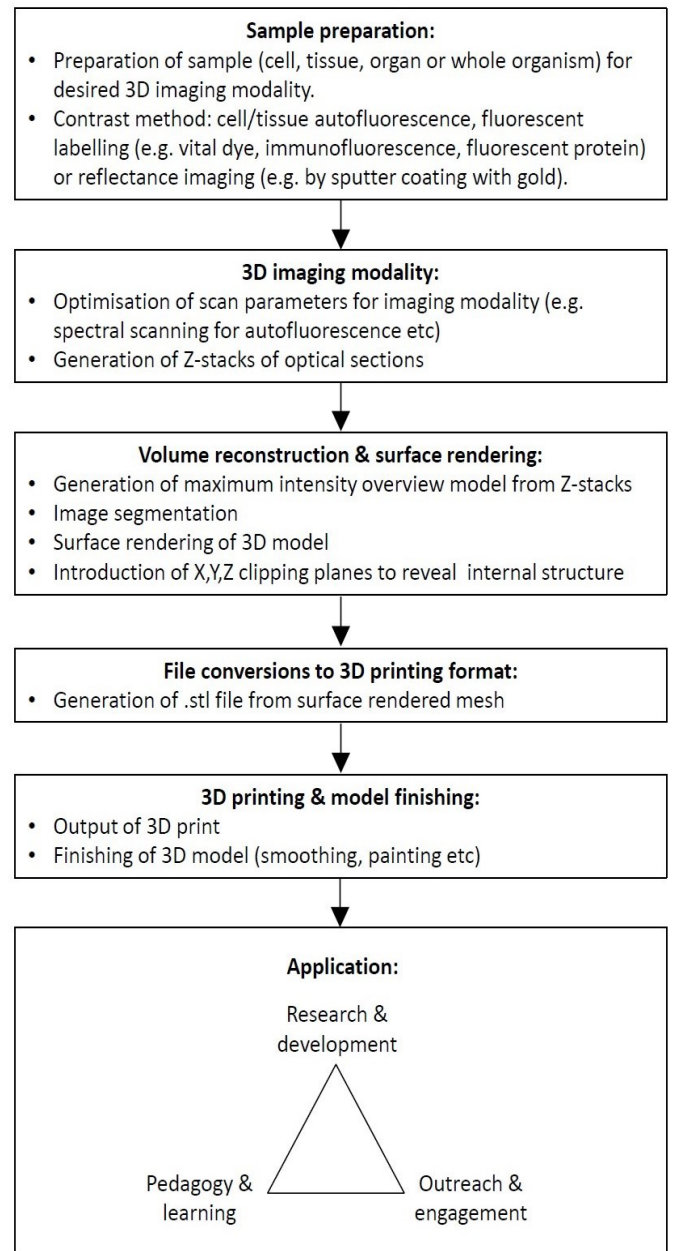 Sample preparation:
• Preparation of sample (cell, tissue, organ or whole organism) for
desired 3D imaging modality.
• Contrast method: cell/tissue autofluorescence, fluorescent
labelling (e.g. vital dye, immunofluorescence, fluorescent protein)
or reflectance imaging (e.g. by sputter coating with gold).
3D imaging modality:
• Optimisation of scan parameters for imaging modality (e.g.
spectral scanning for autofluorescence etc)
• Generation of Z-stacks of optical sections
Volume reconstruction & surface rendering:
• Generation of maximum intensity overview model from Z-stacks
• Image segmentation
• Surface rendering of 3D model
• Introduction of X,Y,Z clipping planes to reveal internal structure
File conversions to 3D printing format:
• Generation of .stl file from surface rendered mesh
3D printing & model finishing:
• Output of 3D print
• Finishing of 3D model (smoothing, painting etc)
Application:
Research &
development
Pedagogy &
learning
Outreach &
engagement